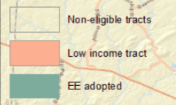 Non-eligible tracts
Low income tract
EE adopted